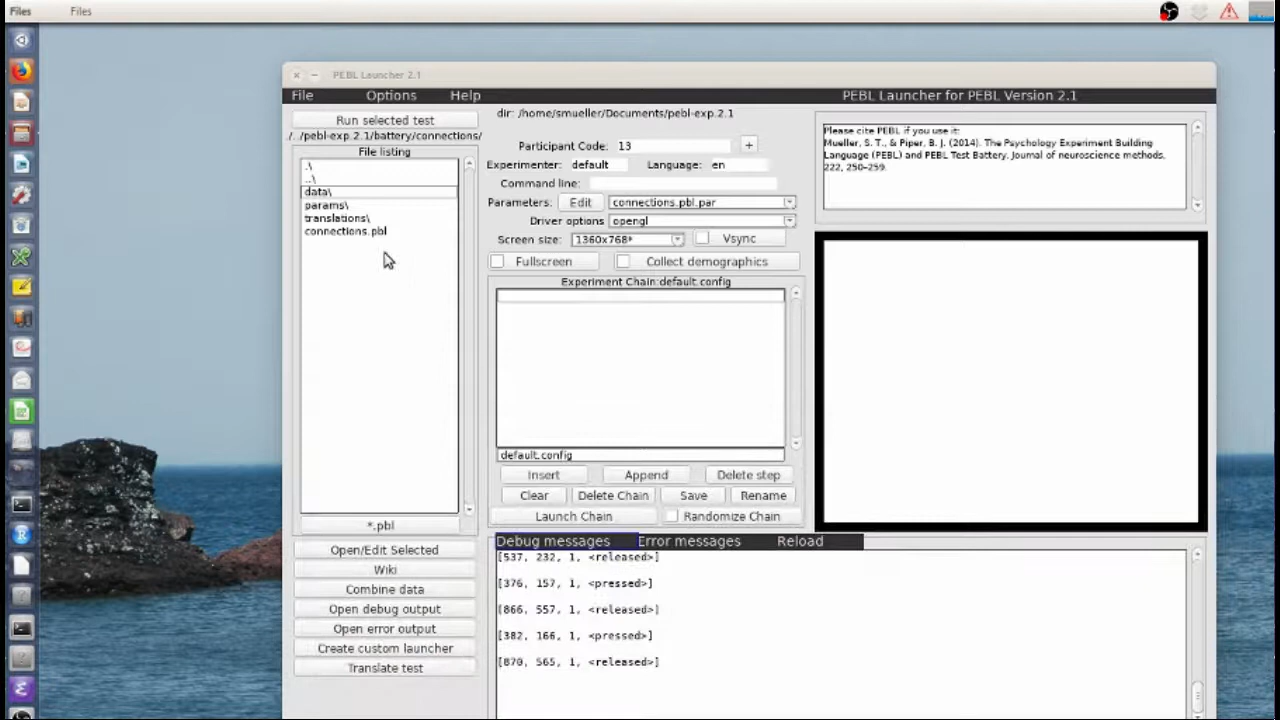 Files
Files
PEBL Launcher 2.1
File Options Help PEBL Launcher for PEBL Version 2.1
Run selected test
/../pebl-exp.2.1/battery/connections/
File listing
.\
..\
data\
params\
translations\
connections.pbl
*.pbl
Open/Edit Selected
Wiki
Combine data
Open debug output
Open error output
Create custom launcher
Translate test
dir: /home/smueller/Documents/pebl-exp.2.1
Participant Code: 13 +
Experimenter: default Language: en
Command line:
Parameters: Edit connections.pbl.par
Driver options opengl
Screen size: 1360x768* Vsync
Fullscreen Collect demographics
Experiment Chain:default.config
default.config
Insert Append Delete step
Clear Delete Chain Save Rename
Launch Chain Randomize Chain
Please cite PEBL if you use it:
Mueller, S. T., & Piper, B. J. (2014). The Psychology Experiment Building
Language (PEBL) and PEBL Test Battery. Journal of neuroscience methods,
222, 250-259.
Debug messages Error messages Reload
[537, 232, 1, <released>]
[376, 157, 1, <pressed>]
[866, 557, 1, <released>]
[382, 166, 1, <pressed>]
[870, 565, 1, <released>]